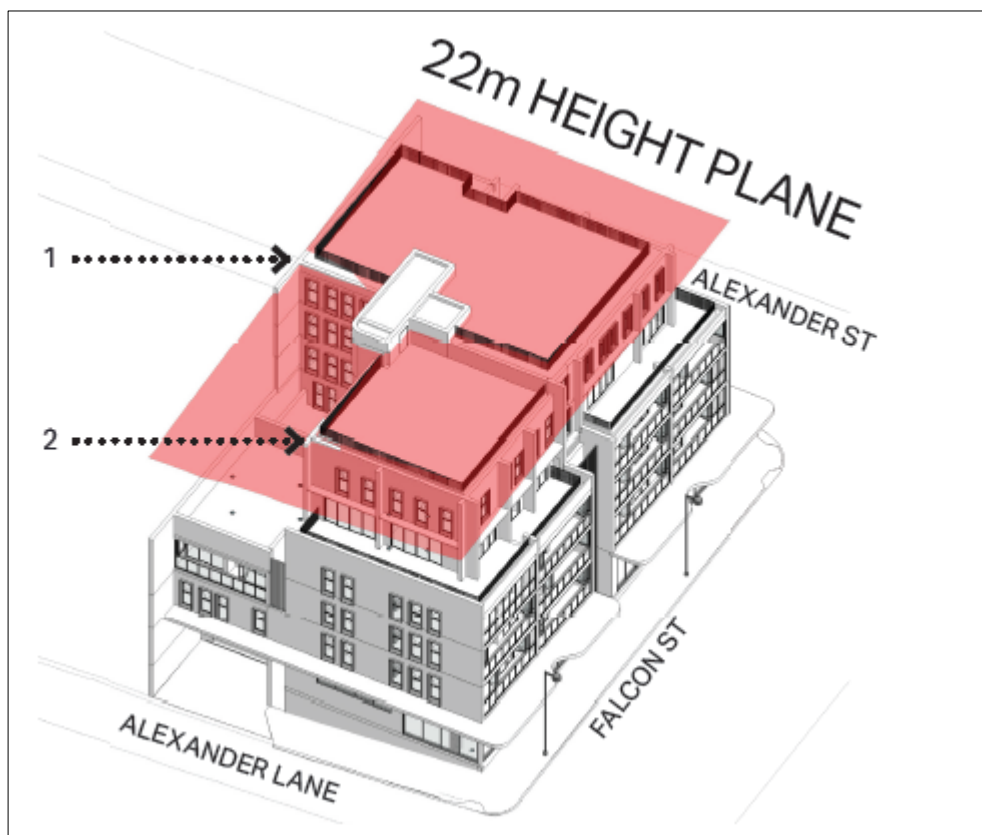 22m HEIGHT PLANE
1
ALEXANDER ST
2
FALCON ST
ALEXANDER LANE